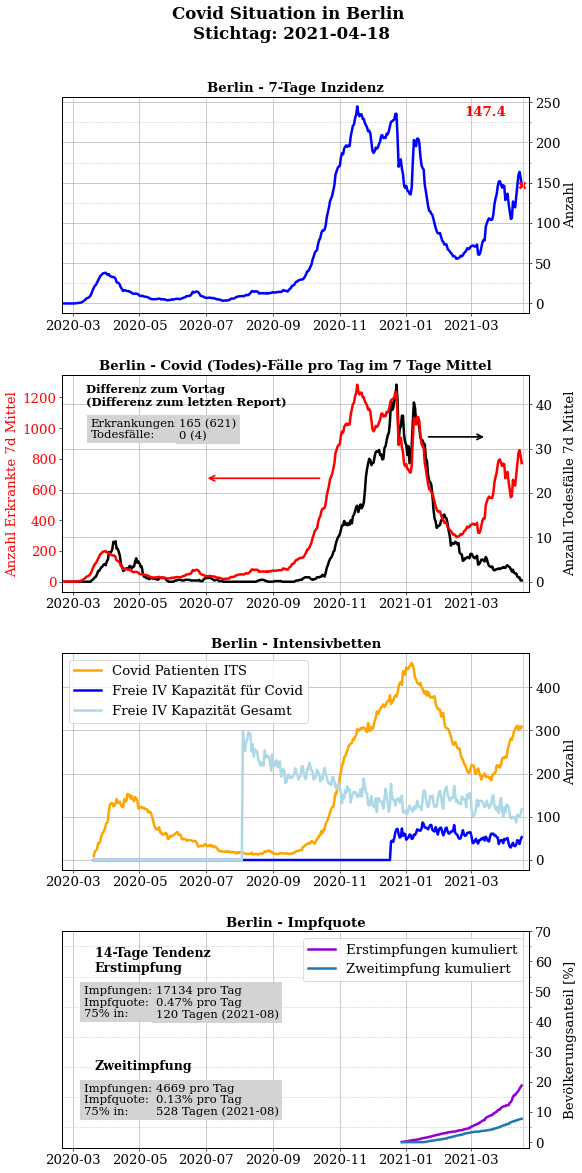 Covid Situation in Berlin
Stichtag: 2021-04-18
Berlin - 7-Tage Inzidenz
147.4
250
200
150
100
50
0
Anzahl
2020-03 2020-05 2020-07 2020-09 2020-11 2021-01 2021-03
Berlin - Covid (Todes)-Fälle pro Tag im 7 Tage Mittel
Anzahl Erkrankte 7d Mittel
1200
1000
800
600
400
200
0
Differenz zum Vortag
(Differenz zum letzten Report)
Erkrankungen 165 (621)
Todesfälle: 0 (4)
40
30
20
10
0
Anzahl Todesfälle 7d Mittel
2020-03 2020-05 2020-07 2020-09 2020-11 2021-01 2021-03
Berlin - Intensivbetten
Covid Patienten ITS
Freie IV Kapazität für Covid
Freie IV Kapazität Gesamt
400
300
200
100
0
Anzahl
2020-03 2020-05 2020-07 2020-09 2020-11 2021-01 2021-03
Berlin - Impfquote
14-Tage Tendenz
Erstimpfung
Impfungen: 17134 pro Tag
Impfquote: 0.47% pro Tag
75% in: 120 Tagen (2021-08)
Zweitimpfung
Impfungen: 4669 pro Tag
Impfquote: 0.13% pro Tag
75% in: 528 Tagen (2021-08)
Erstimpfungen kumuliert
Zweitimpfung kumuliert
70
60
50
40
30
20
10
0
Bevölkerungsanteil [%]
2020-03 2020-05 2020-07 2020-09 2020-11 2021-01 2021-03